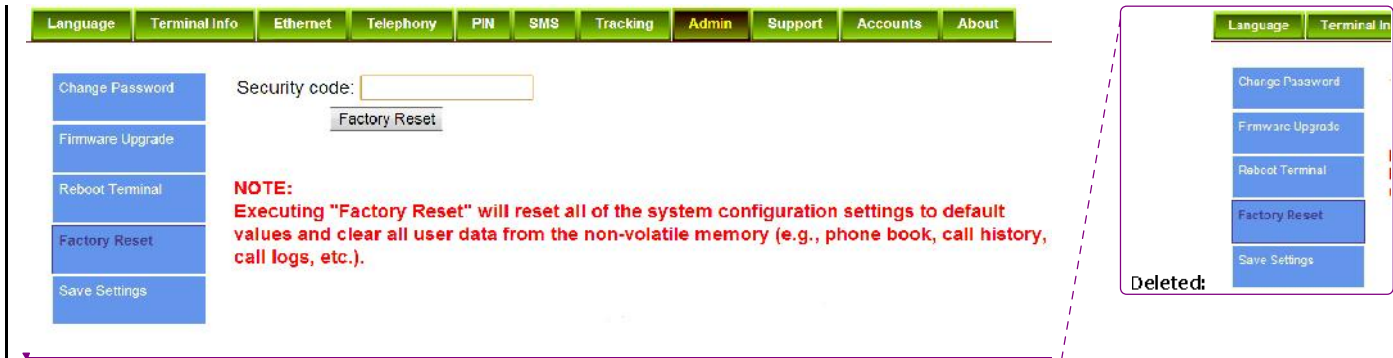 Language Terminal Info Ethernet Telephony PIN SMS Tracking Admin Support Accounts About
Change Password
Firmware Upgrade
Reboot Terminal
Factory Reset
Save Settings
Security code:
Factory Reset
NOTE:
Executing "Factory Reset" will reset all of the system configuration settings to default
values and clear all user data from the non-volatile memory (e.g., phone book, call history,
call logs, etc.).
Language Terminal In
Change Password
Firmware Upgrade
Reboot Terminal
Factory Reset
Save Settings
Deleted: